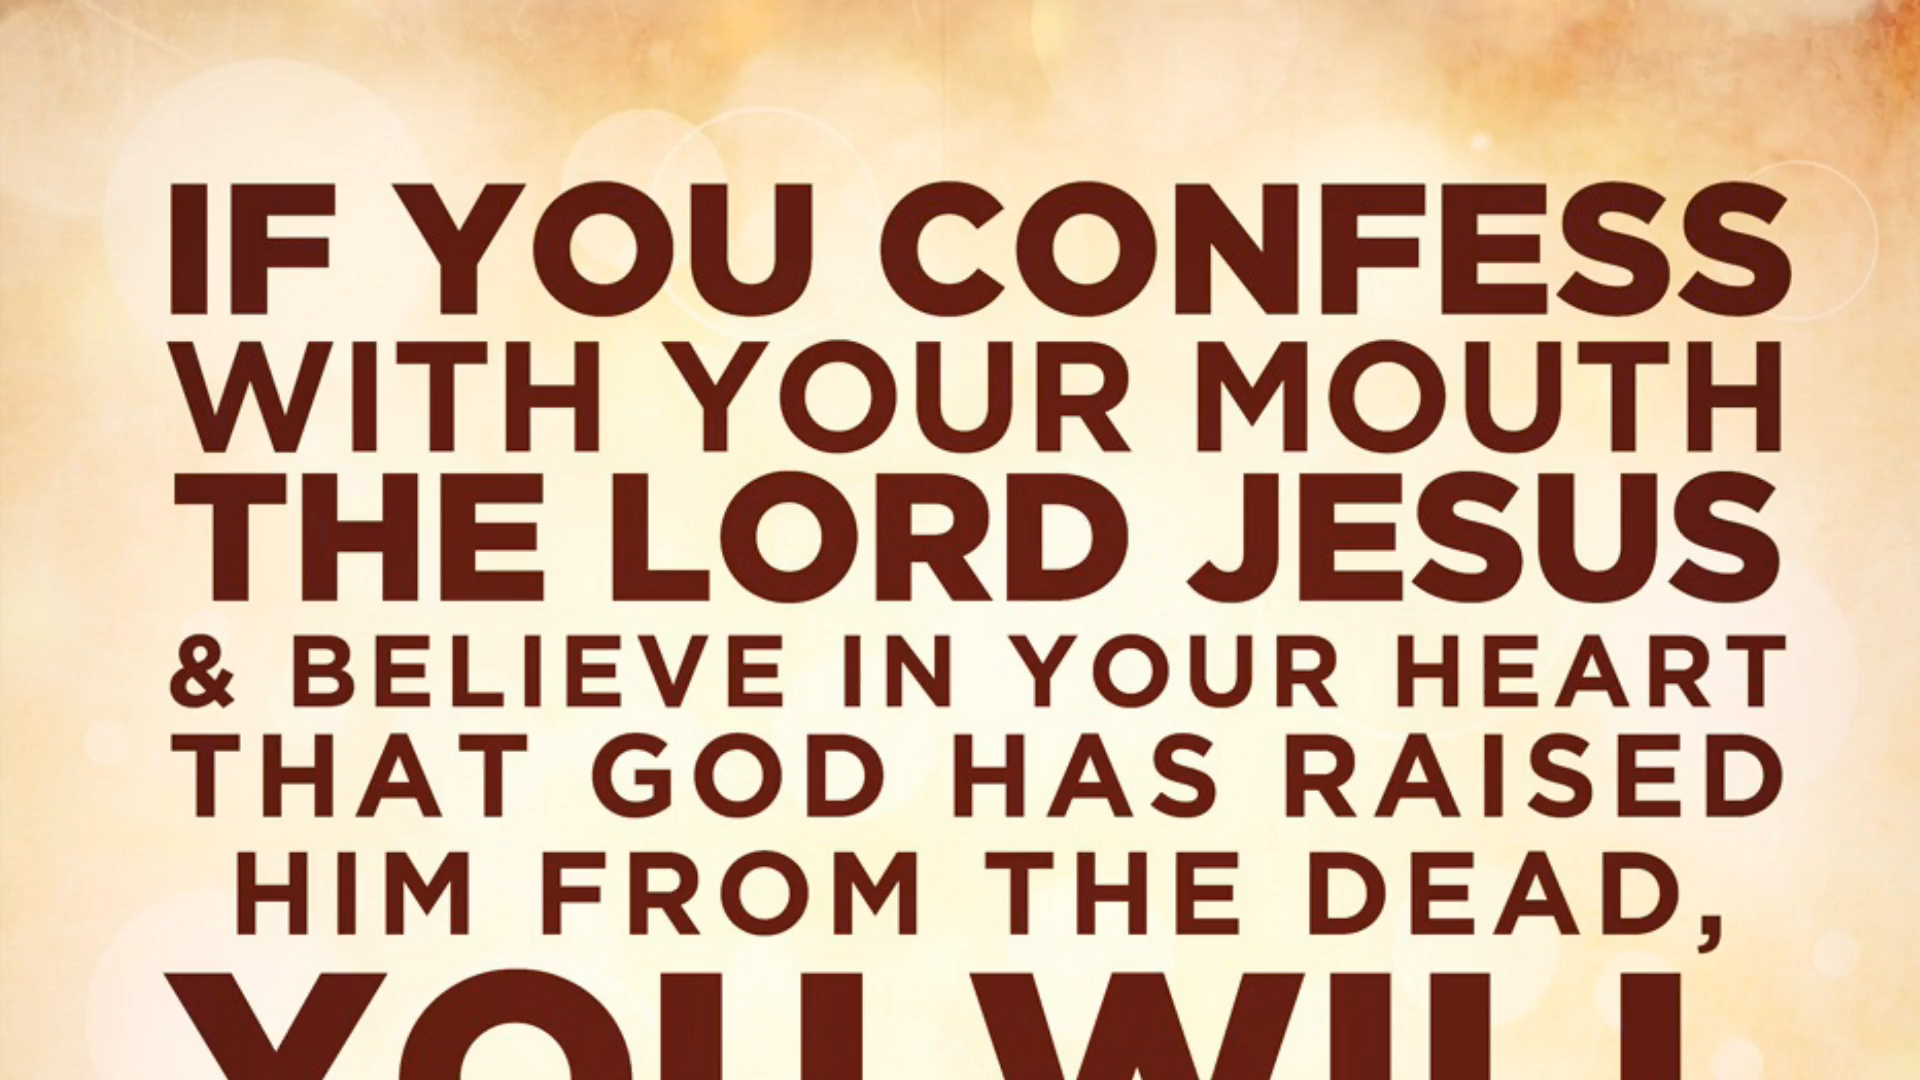 IF YOU CONFESS
WITH YOUR MOUTH
THE LORD JESUS
& BELIEVE IN YOUR HEART
THAT GOD HAS RAISED
HIM FROM THE DEAD,
YOU WILL